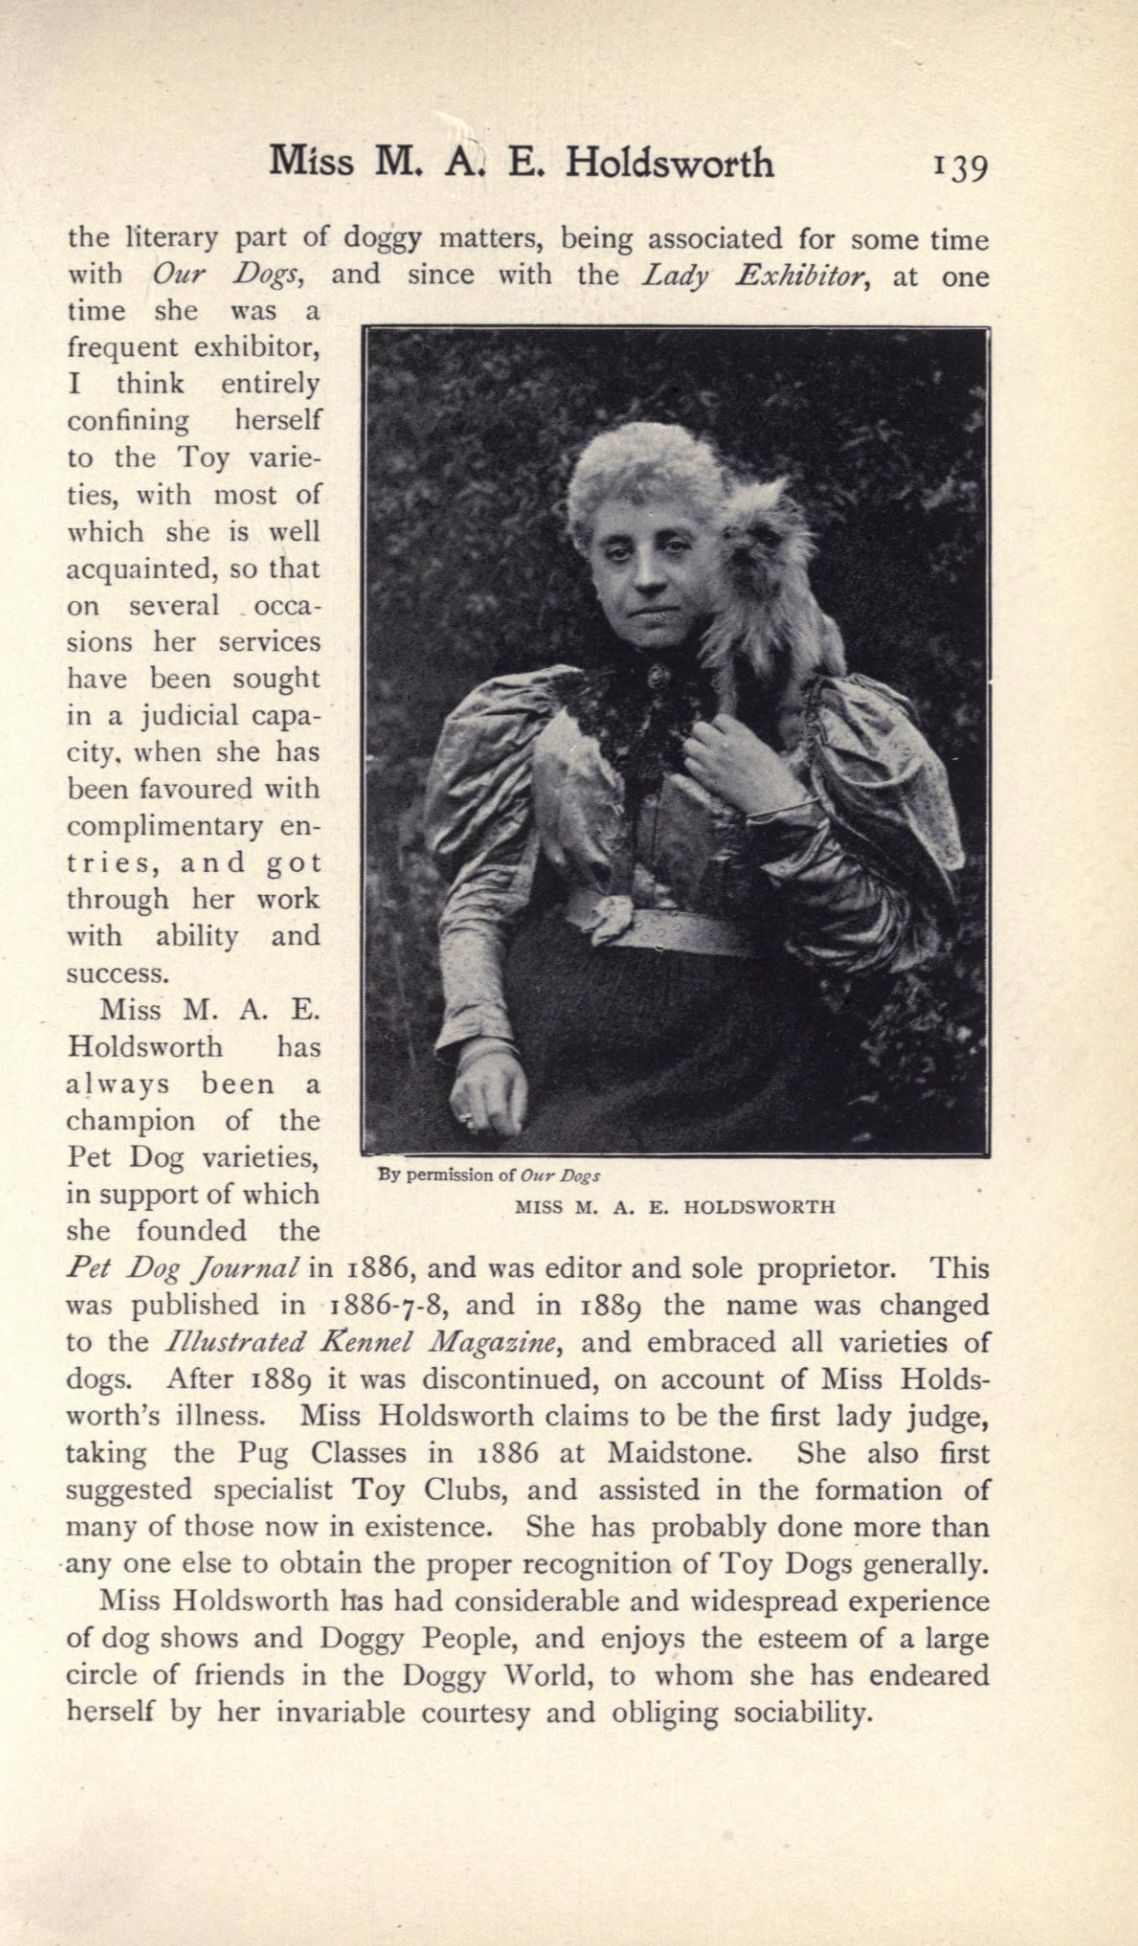 Miss M. A. E. Holdsworth 139
the literary part of doggy matters, being associated for some time
with Our Dogs, and since with the Lady Exhibitor, at one
time she was a
frequent exhibitor,
I think entirely
confining herself
to the Toy varie-
ties, with most of
which she is well
acquainted, so that
on several occa-
sions her services
have been sought
in a judicial capa-
city, when she has
been favoured with
complimentary en-
tries, and got
through her work
with ability and
success.
Miss M. A. E.
Holdsworth has
always been a
champion of the
Pet Dog varieties,
in support of which
she founded the
By permission of Our Dogs
MISS M. A. E. HOLDSWORTH
Pet Dog Journal in 1886, and was editor and sole proprietor. This
was published in 1886-7-8, and in 1889 the name was changed
to the Illustrated Kennel Magazine, and embraced all varieties of
dogs. After 1889 it was discontinued, on account of Miss Holds-
worth's illness. Miss Holdsworth claims to be the first lady judge,
taking the Pug Classes in 1886 at Maidstone. She also first
suggested specialist Toy Clubs, and assisted in the formation of
many of those now in existence. She has probably done more than
any one else to obtain the proper recognition of Toy Dogs generally.
Miss Holdsworth has had considerable and widespread experience
of dog shows and Doggy People, and enjoys the esteem of a large
circle of friends in the Doggy World, to whom she has endeared
herself by her invariable courtesy and obliging sociability.